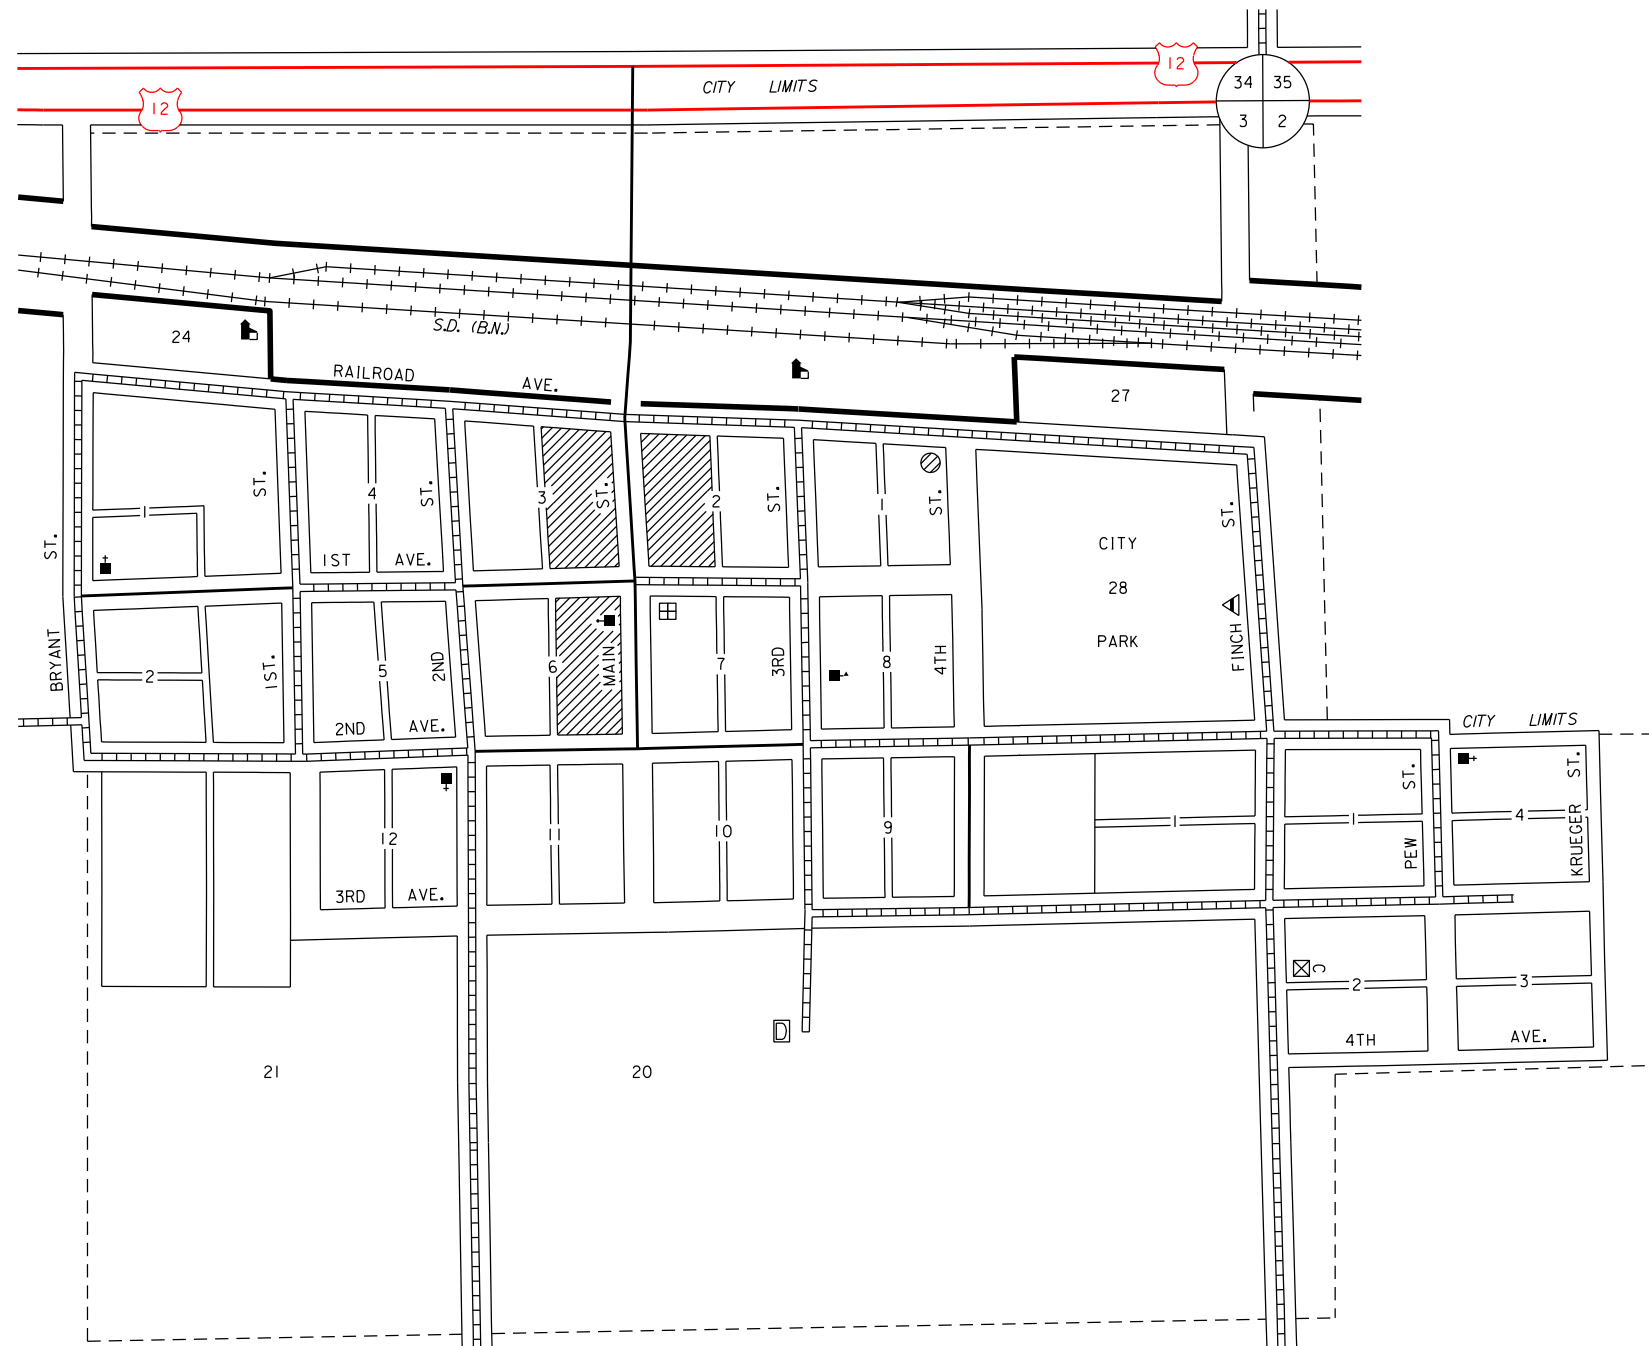 12
CITY LIMITS
12
34 35
3 2
S.D. (B.N.)
24
RAILROAD AVE.
27
ST.
1
ST.
4
ST.
3
ST.
2
ST.
1
ST.
ST.
CITY
28
PARK
1ST AVE.
BRYANT
2
1ST.
5
2ND
6
MAIN
7
3RD
8
4TH
FINCH
2ND AVE.
CITY LIMITS
12
11
10
9
1
1
ST.
PEW
4
ST.
KRUEGER
3RD AVE.
C
2
3
4TH AVE.
D
21
20